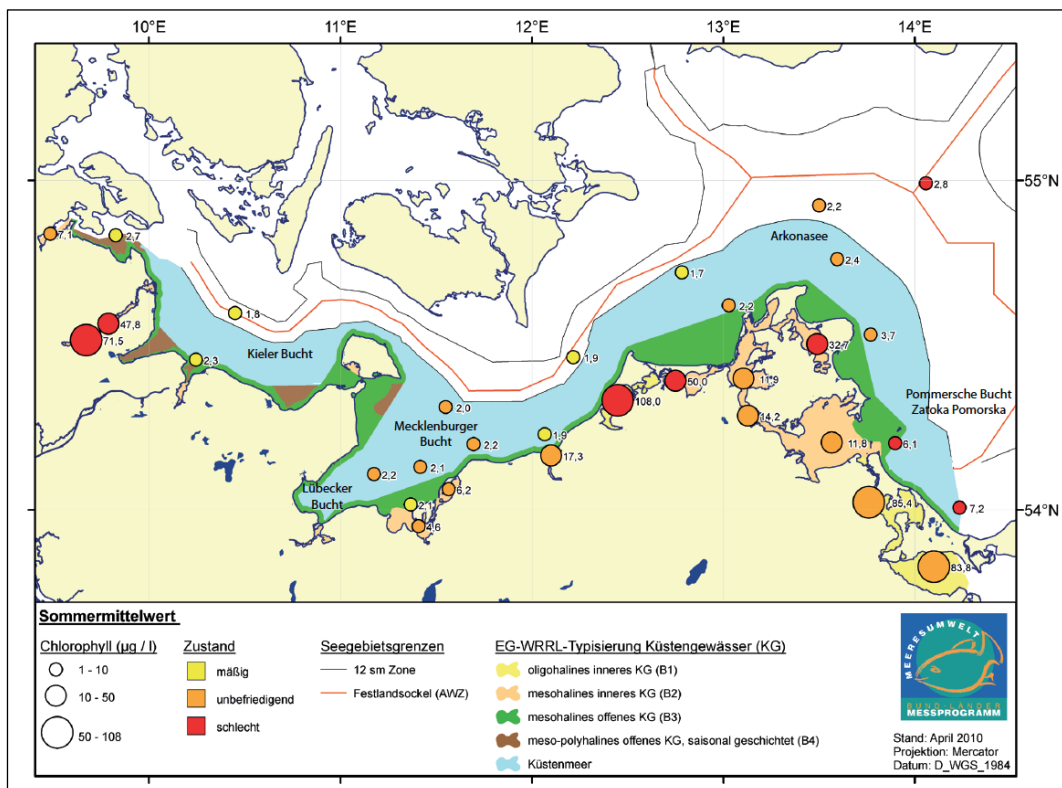 10°E 11°E 12°E 13°E 14°E
55°N 55°N
54°N 54°N
2,8
2,2
Arkonasee
7,1
2,7
2,4
1,7
2,2
1,8
47,8
71,5
3,7
32,7
Kieler Bucht
2,3
1,9
11,9
50,0
108,0
Pommersche Bucht
Zatoka Pomorska
2,0
Mecklenburger
Bucht
14,2
1,9
2,2
11,8
6,1
17,3
2,1
2,2
Lübecker
Bucht
6,2
2,1
85,4
7,2
4,6
83,8
Sommermittelwert
Chlorophyll (µg / l)
1 - 10
10 - 50
50 - 108
Zustand
mäßig
unbefriedigend
schlecht
Seegebietsgrenzen
12 sm Zone
Festlandsockel (AWZ)
EG-WRRL-Typisierung Küstengewässer (KG)
oligohalines inneres KG (B1)
mesohalines inneres KG (B2)
mesohalines offenes KG (B3)
meso-polyhalines offenes KG, saisonal geschichtet (B4)
Küstenmeer
MEERESUMWELT
BUND-LÄNDER
MESSPROGRAMM
Stand: April 2010
Projektion: Mercator
Datum: D_WGS_1984